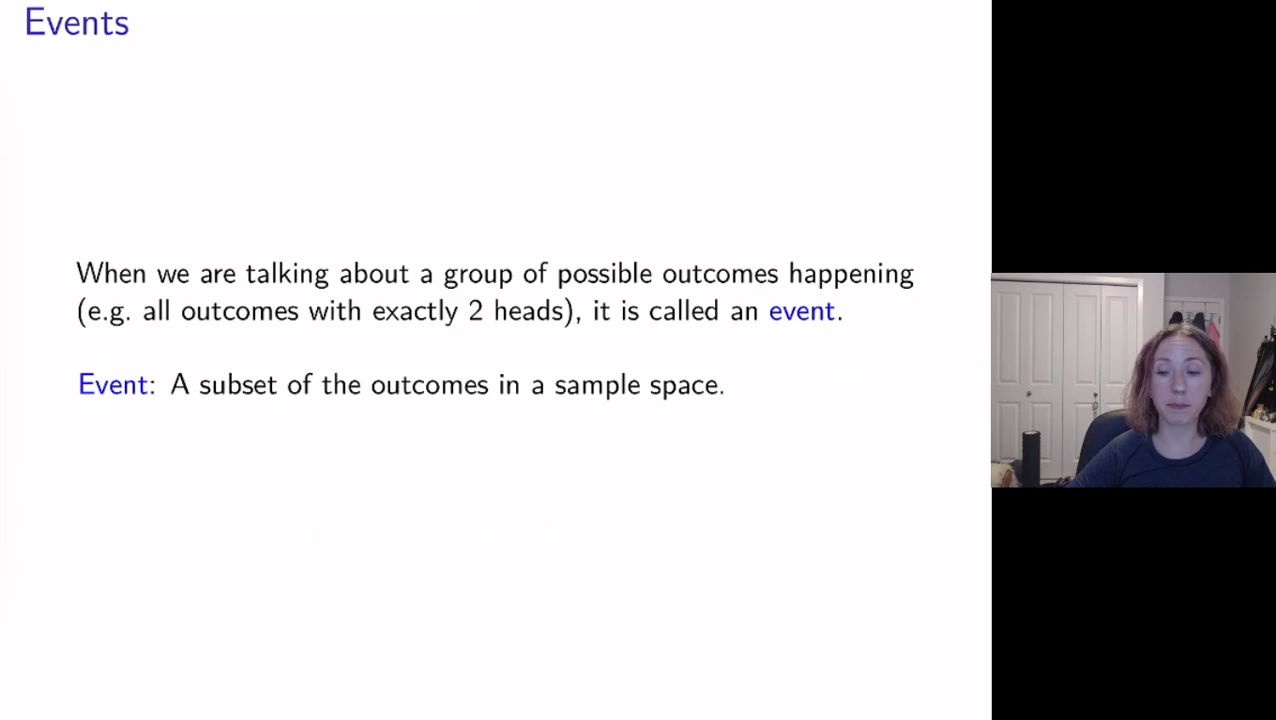 Events
When we are talking about a group of possible outcomes happening
(e.g. all outcomes with exactly 2 heads), it is called an event.
Event: A subset of the outcomes in a sample space.